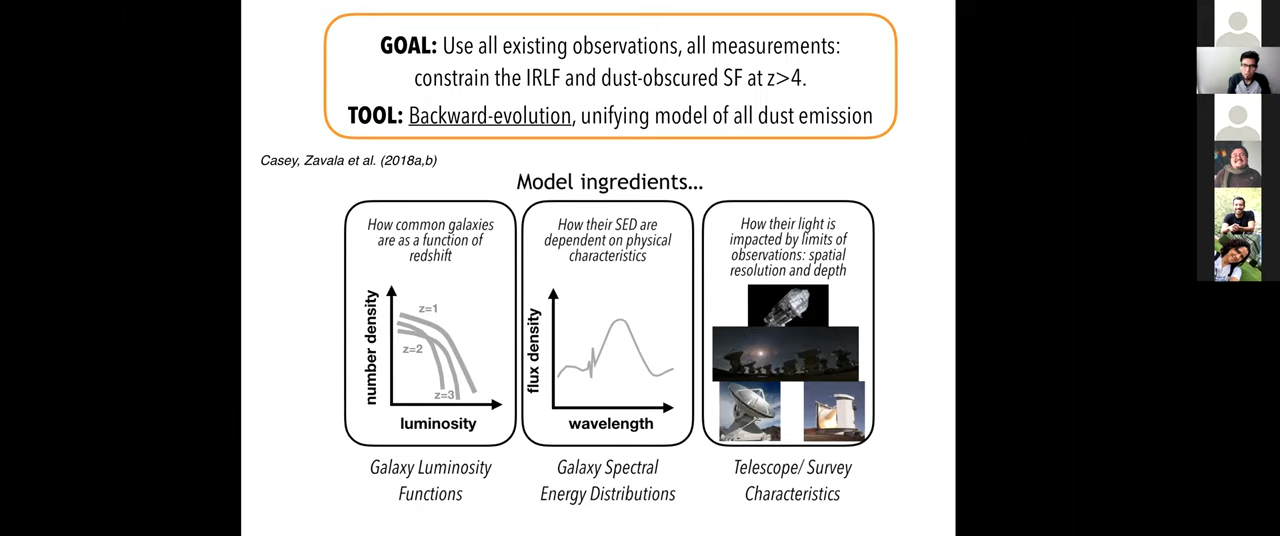 GOAL: Use all existing observations, all measurements:
constrain the IRLF and dust-obscured SF at z>4.
TOOL: Backward-evolution, unifying model of all dust emission
Casey, Zavala et al. (2018a,b)
Model ingredients...
How common galaxies
are as a function of
redshift
number density
z=1
z=2
z=3
luminosity
Galaxy Luminosity
Functions
How their SED are
dependent on physical
characteristics
flux density
wavelength
Galaxy Spectral
Energy Distributions
How their light is
impacted by limits of
observations: spatial
resolution and depth
Telescope/ Survey
Characteristics